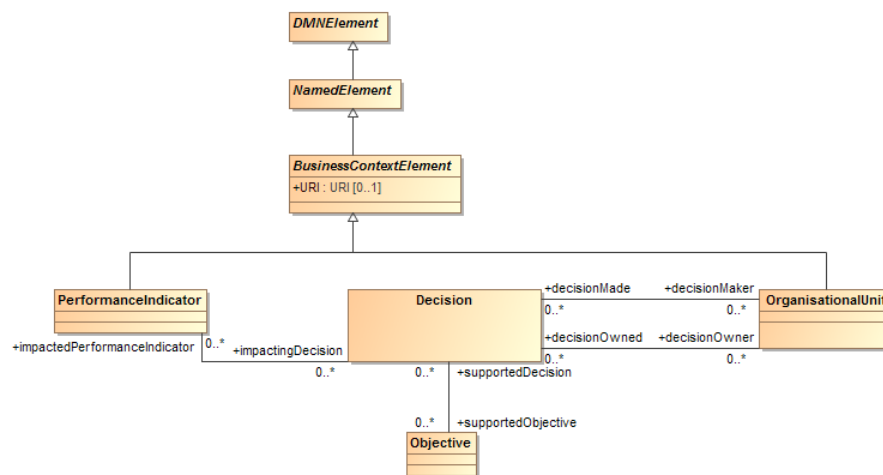 DMNElement
NamedElement
BusinessContextElement
+URI : URI [0..1]
PerformanceIndicator
Decision
OrganisationalUnit
+decisionMade
+decisionMaker
0..*
0..*
+decisionOwned
+decisionOwner
0..*
0..*
+impactedPerformanceIndicator
0..*
+impactingDecision
0..*
0..*
+supportedDecision
0..*
+supportedObjective
Objective